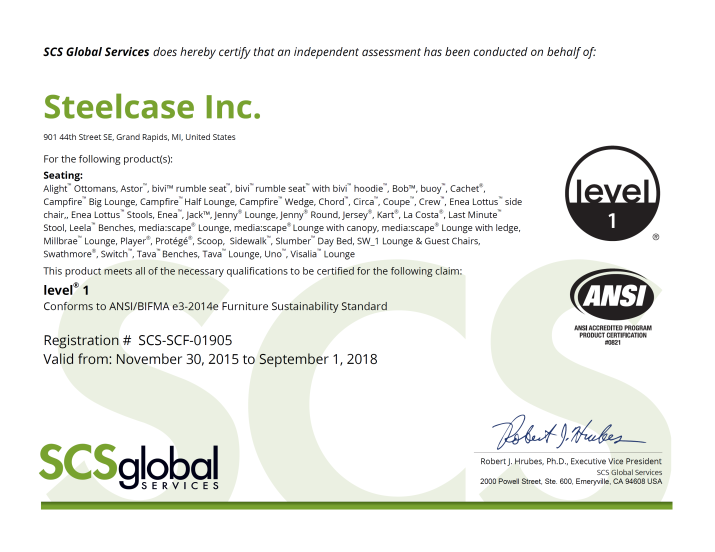 SCS Global Services does hereby certify that an independent assessment has been conducted on behalf of:
Steelcase Inc.
901 44th Street SE, Grand Rapids, MI, United States
For the following product(s):
Seating:
Alight™ Ottomans, Astor™, bivi™ rumble seat™, bivi™ rumble seat™ with bivi™ hoodie™, Bob™, buoy™, Cachet®,
Campfire™ Big Lounge, Campfire™ Half Lounge, Campfire™ Wedge, Chord™, Circa™, Coupe™, Crew™, Enea Lottus™ side
chair,, Enea Lottus™ Stools, Enea™, Jack™, Jenny® Lounge, Jenny® Round, Jersey®, Kart®, La Costa®, Last Minute™
Stool, Leela™ Benches, media:scape® Lounge, media:scape® Lounge with canopy, media:scape® Lounge with ledge,
Millbrae™ Lounge, Player®, Protégé®, Scoop, Sidewalk™, Slumber™ Day Bed, SW_1 Lounge & Guest Chairs,
Swathmore®, Switch™, Tava™ Benches, Tava™ Lounge, Uno™, Visalia™ Lounge
This product meets all of the necessary qualifications to be certified for the following claim:
level® 1
Conforms to ANSI/BIFMA e3-2014e Furniture Sustainability Standard
Registration # SCS-SCF-01905
Valid from: November 30, 2015 to September 1, 2018
level
1
®
ANSI
ANSI ACCREDITED PROGRAM
PRODUCT CERTIFICATION
#0821
SCS
SCSglobal
SERVICES
Robert J. Hrubes
Robert J. Hrubes, Ph.D., Executive Vice President
SCS Global Services
2000 Powell Street, Ste. 600, Emeryville, CA 94608 USA